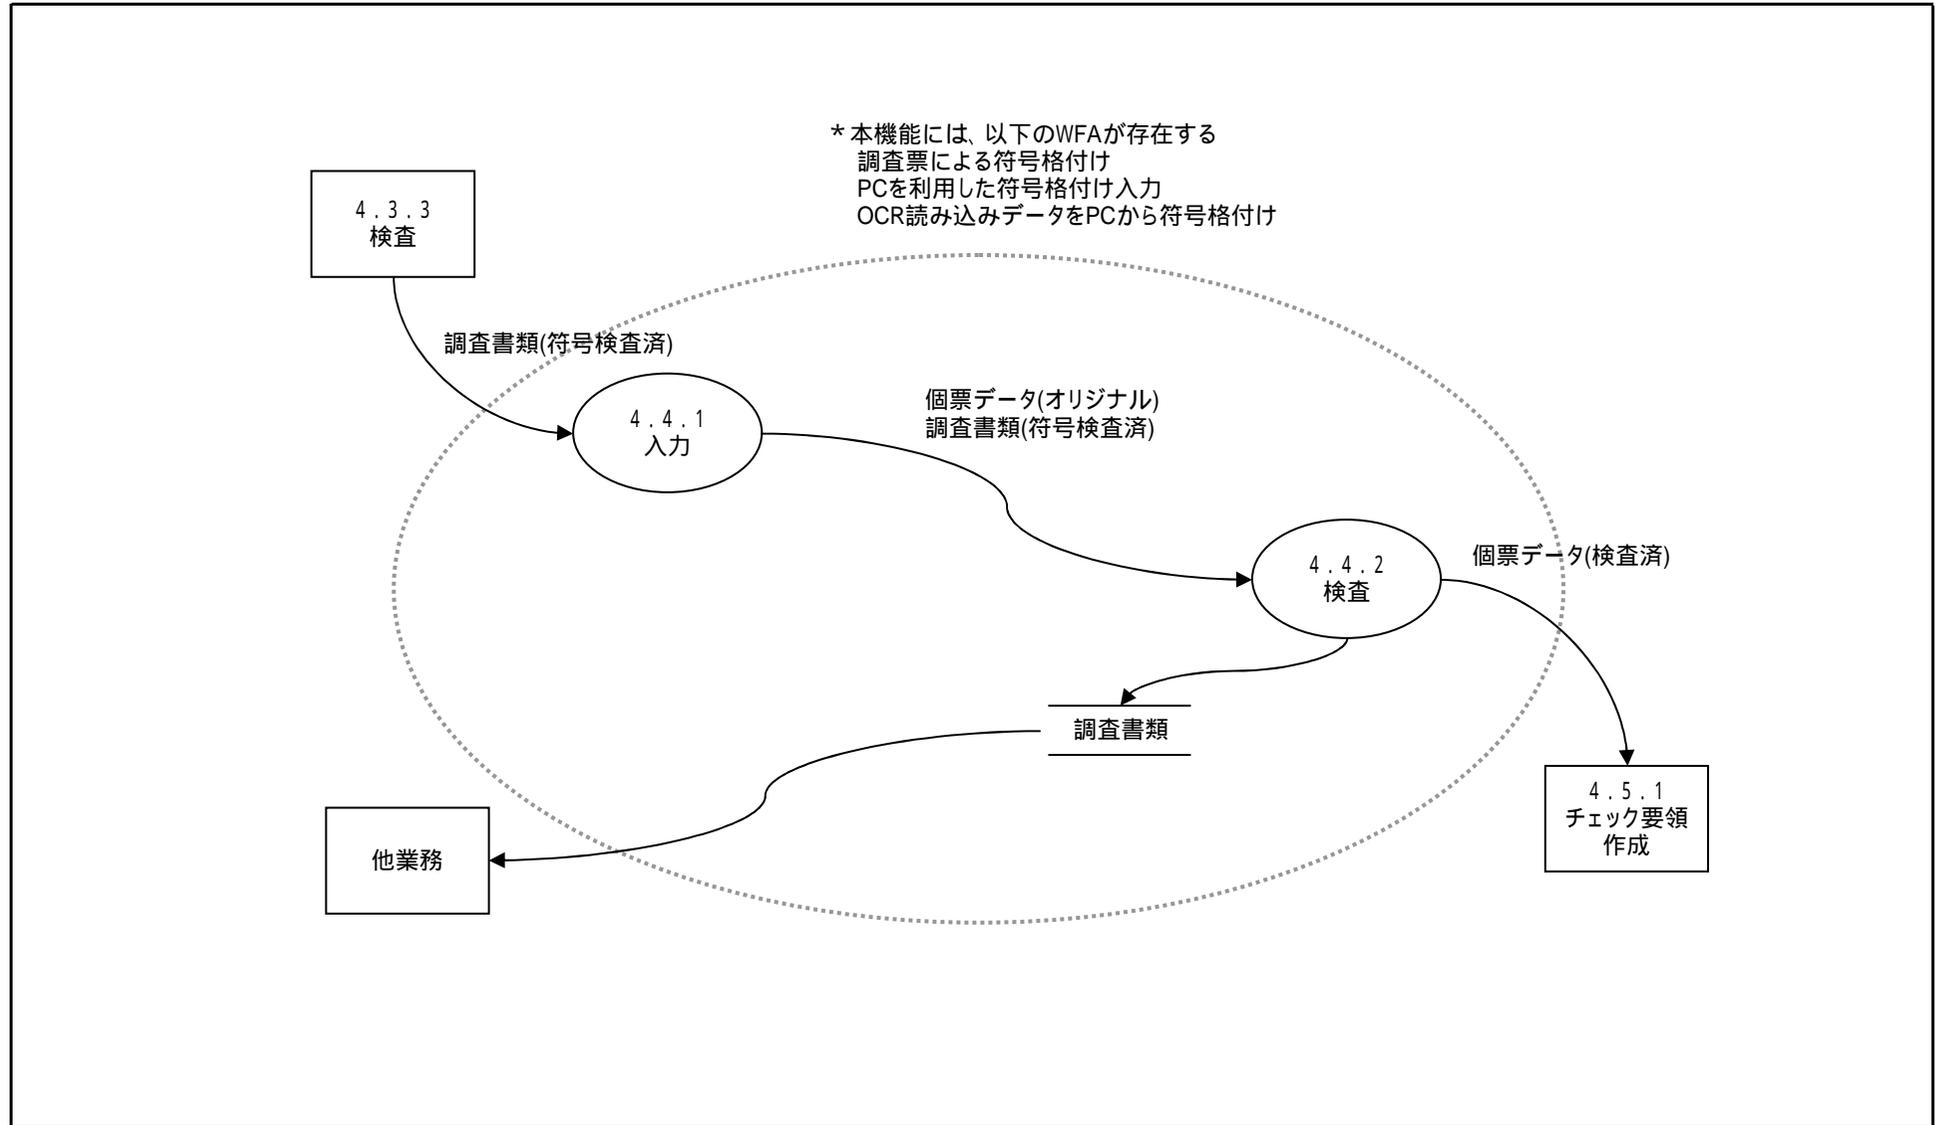 *本機能には、以下のWFAが存在する
調査票による符号格付け
PCを利用した符号格付け入力
OCR読み込みデータをPCから符号格付け
4.3.3
検査
調査書類(符号検査済)
4.4.1
入力
個票データ(オリジナル)
調査書類(符号検査済)
4.4.2
検査
個票データ(検査済)
調査書類
4.5.1
チェック要領
作成
他業務